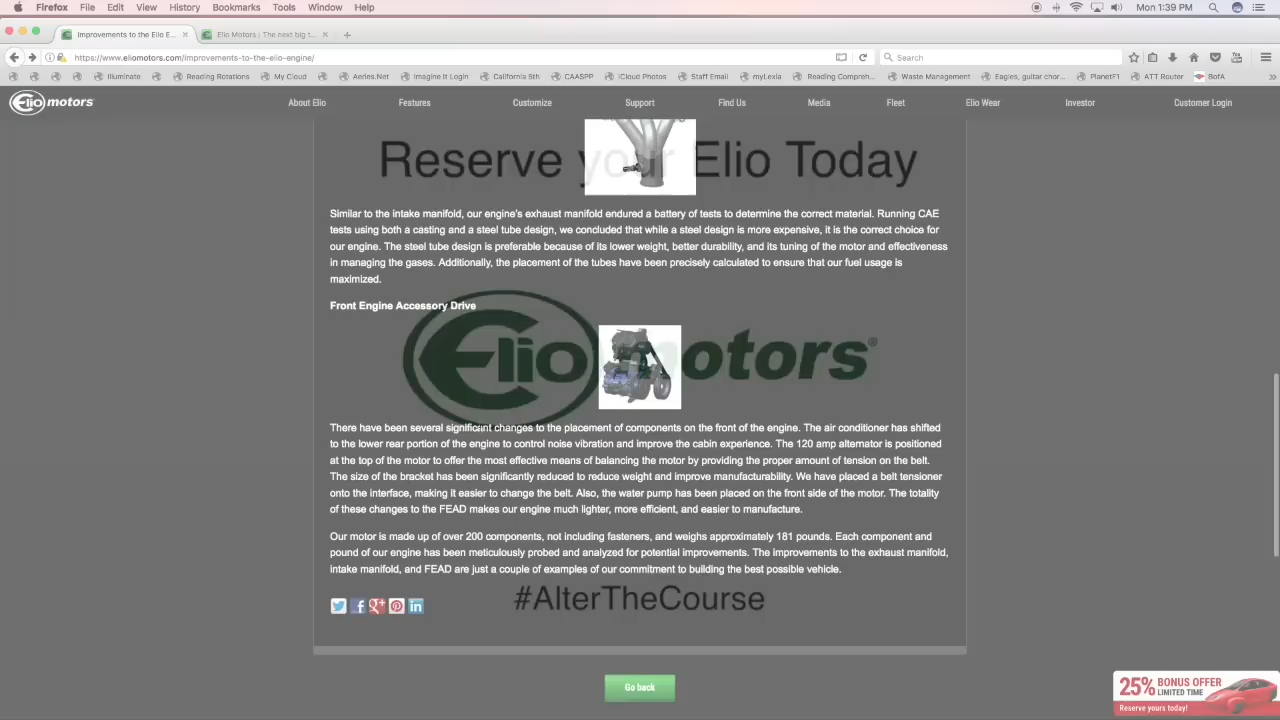 Firefox File Edit View History Bookmarks Tools Window Help Mon 1:39 PM
Improvements to the Elio E... × Elio Motors | The next big t... × +
https://www.eliomotors.com/improvements-to-the-elio-engine/ Search
Illuminate Reading Rotations My Cloud Aeries.Net Imagine It Login California 5th CAASPP iCloud Photos Staff Email myLexia Reading Compreh... Waste Management Eagles, guitar chor... PlanetF1 ATT Router BofA »
Elio motors About Elio Features Customize Support Find Us Media Fleet Elio Wear Investor Customer Login
Reserve your Elio Today
Similar to the intake manifold, our engine's exhaust manifold endured a battery of tests to determine the correct material. Running CAE
tests using both a casting and a steel tube design, we concluded that while a steel design is more expensive, it is the correct choice for
our engine. The steel tube design is preferable because of its lower weight, better durability, and its tuning of the motor and effectiveness
in managing the gases. Additionally, the placement of the tubes have been precisely calculated to ensure that our fuel usage is
maximized.
Front Engine Accessory Drive
Elio motors®
There have been several significant changes to the placement of components on the front of the engine. The air conditioner has shifted
to the lower rear portion of the engine to control noise vibration and improve the cabin experience. The 120 amp alternator is positioned
at the top of the motor to offer the most effective means of balancing the motor by providing the proper amount of tension on the belt.
The size of the bracket has been significantly reduced to reduce weight and improve manufacturability. We have placed a belt tensioner
onto the interface, making it easier to change the belt. Also, the water pump has been placed on the front side of the motor. The totality
of these changes to the FEAD makes our engine much lighter, more efficient, and easier to manufacture.
Our motor is made up of over 200 components, not including fasteners, and weighs approximately 181 pounds. Each component and
pound of our engine has been meticulously probed and analyzed for potential improvements. The improvements to the exhaust manifold,
intake manifold, and FEAD are just a couple of examples of our commitment to building the best possible vehicle.
#AlterTheCourse
Go back
25% BONUS OFFER
LIMITED TIME
Reserve yours today!